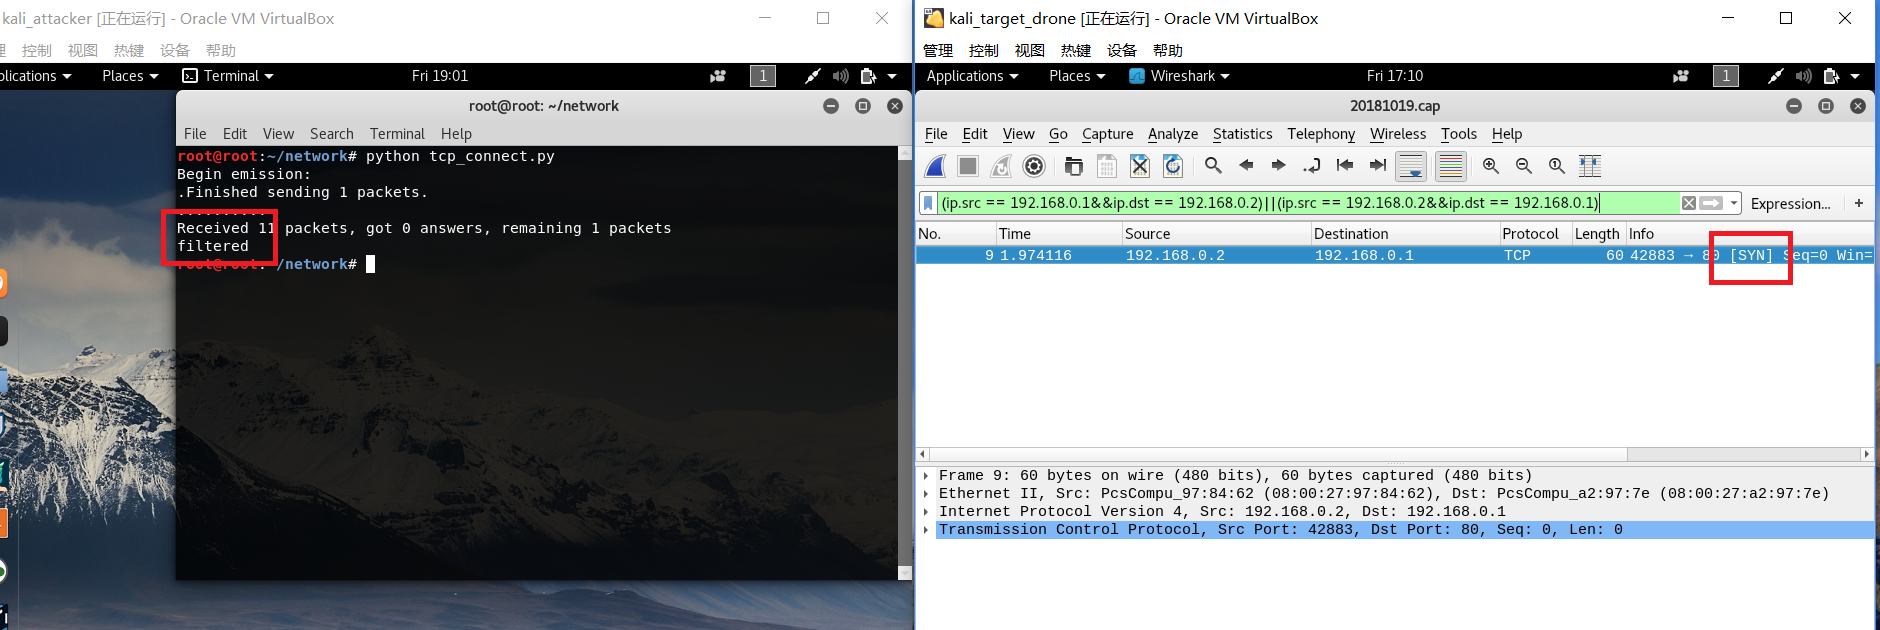 kali_attacker [正在运行] - Oracle VM VirtualBox
控制 视图 热键 设备 帮助
plications Places Terminal Fri 19:01 1
root@root: ~/network
File Edit View Search Terminal Help
root@root:~/network# python tcp_connect.py
Begin emission:
.Finished sending 1 packets.
..........
Received 11 packets, got 0 answers, remaining 1 packets
filtered
root@root:~/network#
kali_target_drone [正在运行] - Oracle VM VirtualBox
管理 控制 视图 热键 设备 帮助
Applications Places Wireshark Fri 17:10 1
20181019.cap
File Edit View Go Capture Analyze Statistics Telephony Wireless Tools Help
(ip.src == 192.168.0.1&&ip.dst == 192.168.0.2)||(ip.src == 192.168.0.2&&ip.dst == 192.168.0.1) Expression... +
No. Time Source Destination Protocol Length Info
9 1.974116 192.168.0.2 192.168.0.1 TCP 60 42883 → 80 [SYN] Seq=0 Win=
Frame 9: 60 bytes on wire (480 bits), 60 bytes captured (480 bits)
Ethernet II, Src: PcsCompu_97:84:62 (08:00:27:97:84:62), Dst: PcsCompu_a2:97:7e (08:00:27:a2:97:7e)
Internet Protocol Version 4, Src: 192.168.0.2, Dst: 192.168.0.1
Transmission Control Protocol, Src Port: 42883, Dst Port: 80, Seq: 0, Len: 0